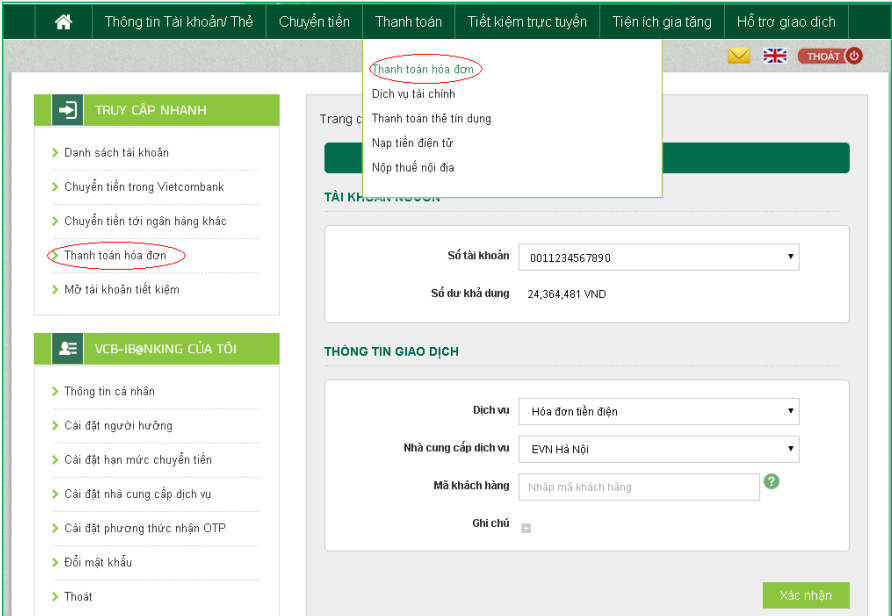 Thông tin Tài khoản/ Thẻ
Chuyển tiền
Thanh toán
Tiết kiệm trực tuyến
Tiện ích gia tăng
Hỗ trợ giao dịch
THOÁT
Thanh toán hóa đơn
Dịch vụ tài chính
Thanh toán thẻ tín dụng
Nạp tiền điện tử
Nộp thuế nội địa
TRUY CẬP NHANH
Danh sách tài khoản
Chuyển tiền trong Vietcombank
Chuyển tiền tới ngân hàng khác
Thanh toán hóa đơn
Mở tài khoản tiết kiệm
VCB-IB@NKING CỦA TÔI
Thông tin cá nhân
Cài đặt người hưởng
Cài đặt hạn mức chuyển tiền
Cài đặt nhà cung cấp dịch vụ
Cài đặt phương thức nhận OTP
Đổi mật khẩu
Thoát
Trang c
TÀI KHOẢN NGUỒN
Số tài khoản 0011234567890
Số dư khả dụng 24,364,481 VND
THÔNG TIN GIAO DỊCH
Dịch vụ Hóa đơn tiền điện
Nhà cung cấp dịch vụ EVN Hà Nội
Mã khách hàng Nhập mã khách hàng ?
Ghi chú
Xác nhận